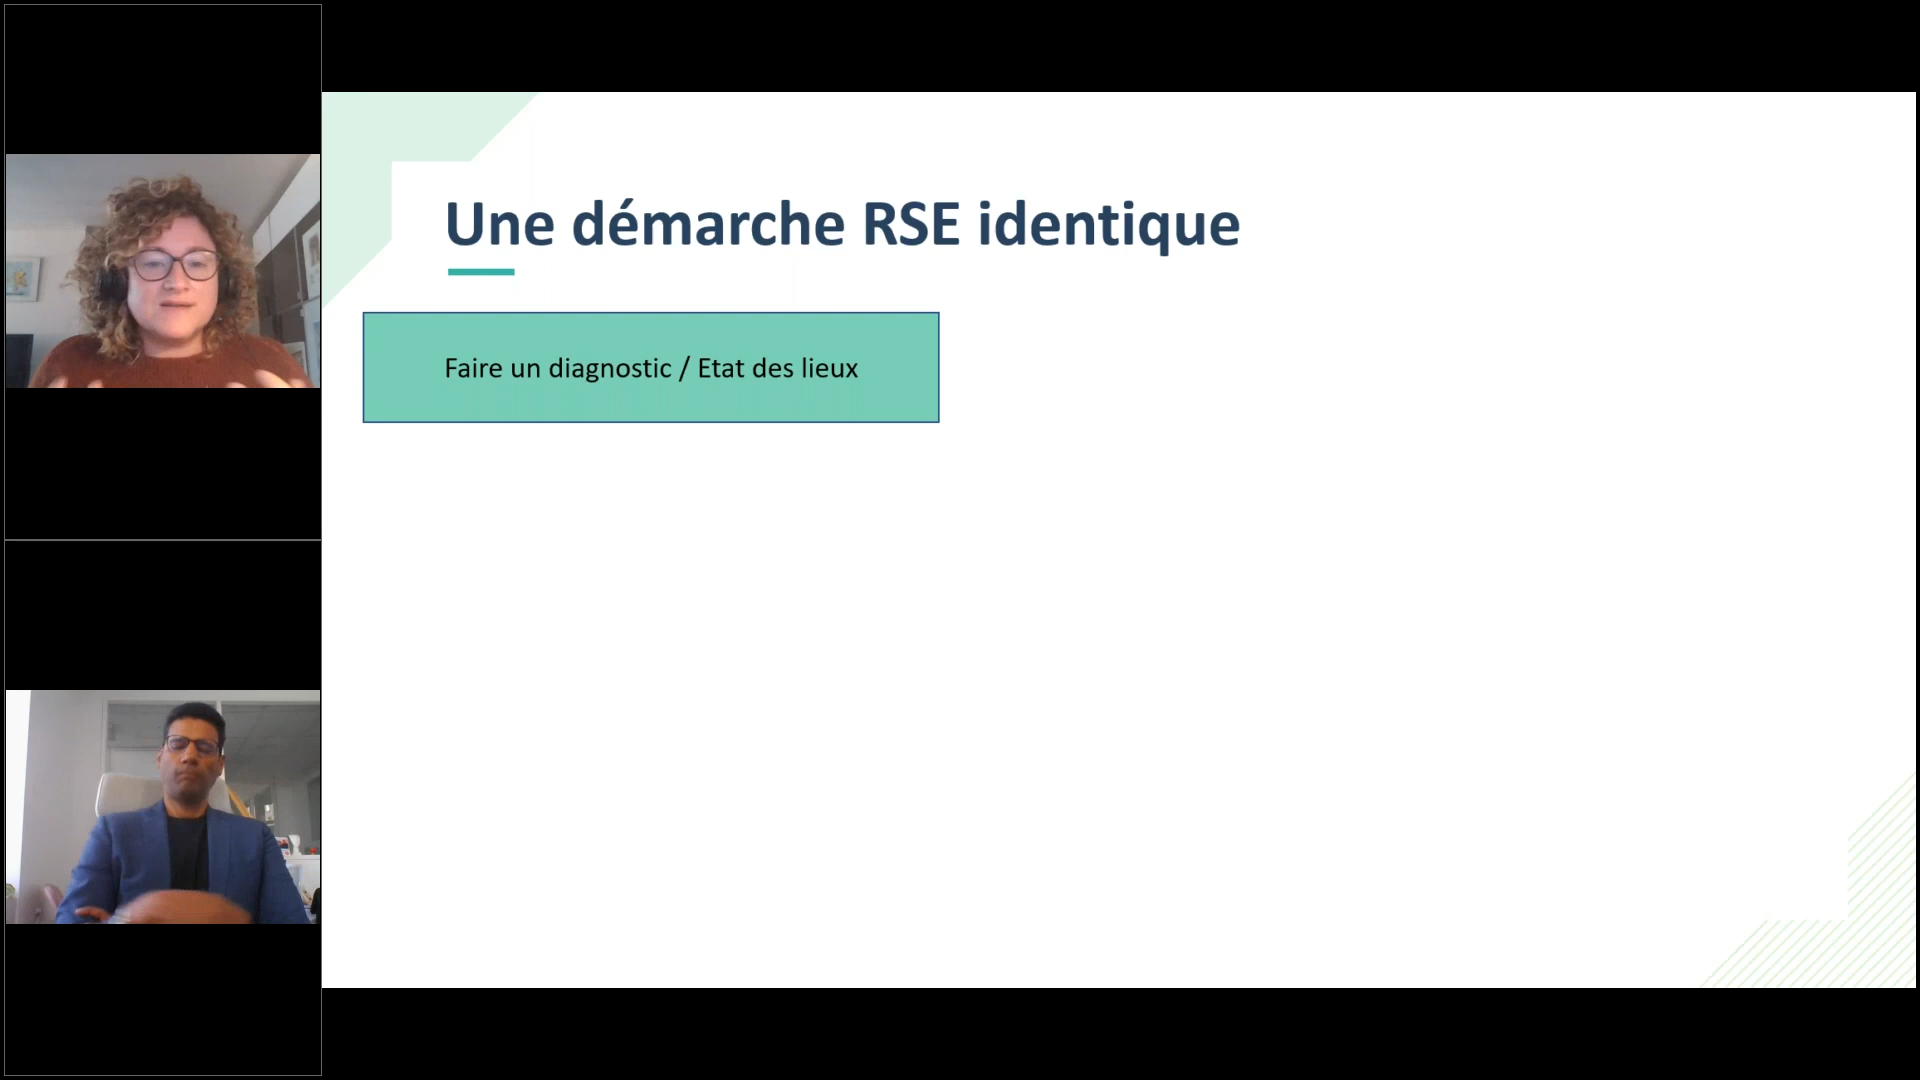 Une démarche RSE identique
Faire un diagnostic / Etat des lieux